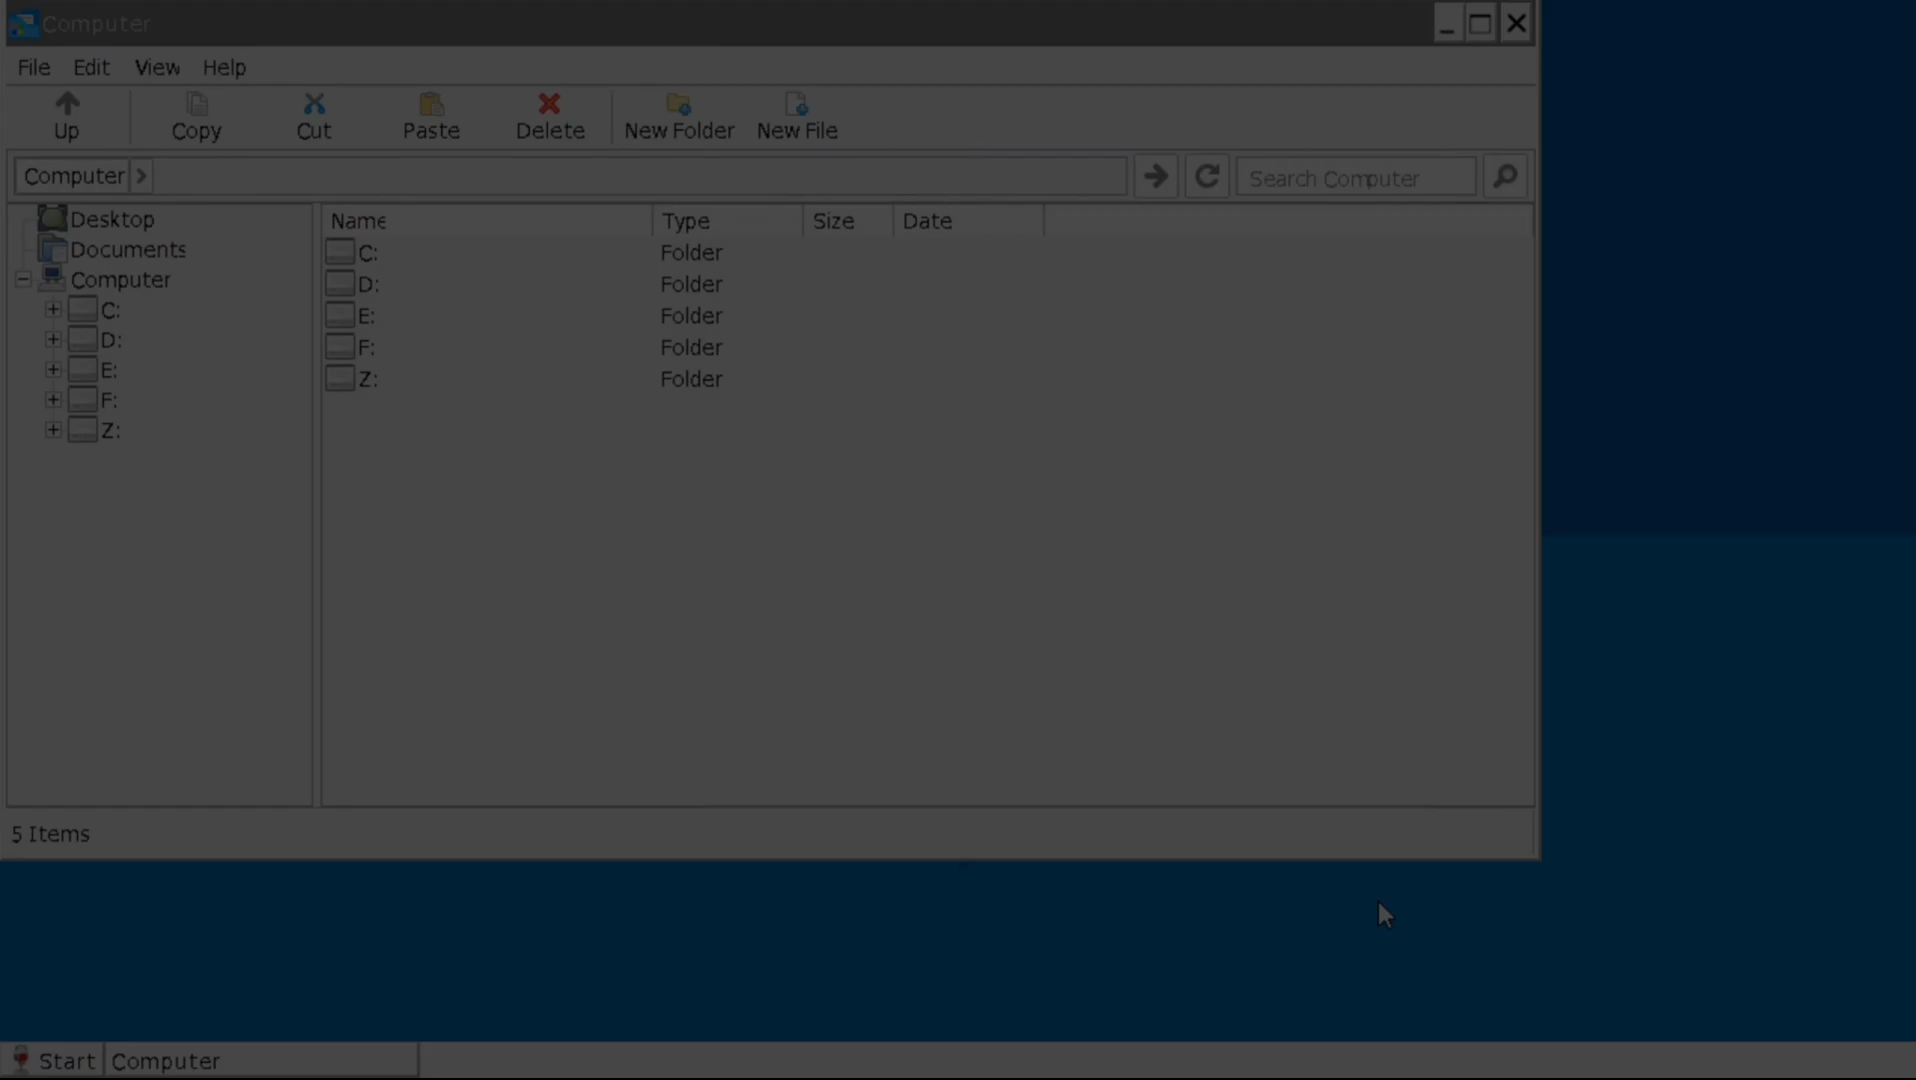 Computer
File Edit View Help
Up Copy Cut Paste Delete New Folder New File
Computer Search Computer
Desktop
Documents
Computer
C:
D:
E:
F:
Z:
Name Type Size Date
C: Folder
D: Folder
E: Folder
F: Folder
Z: Folder
5 Items
Start Computer